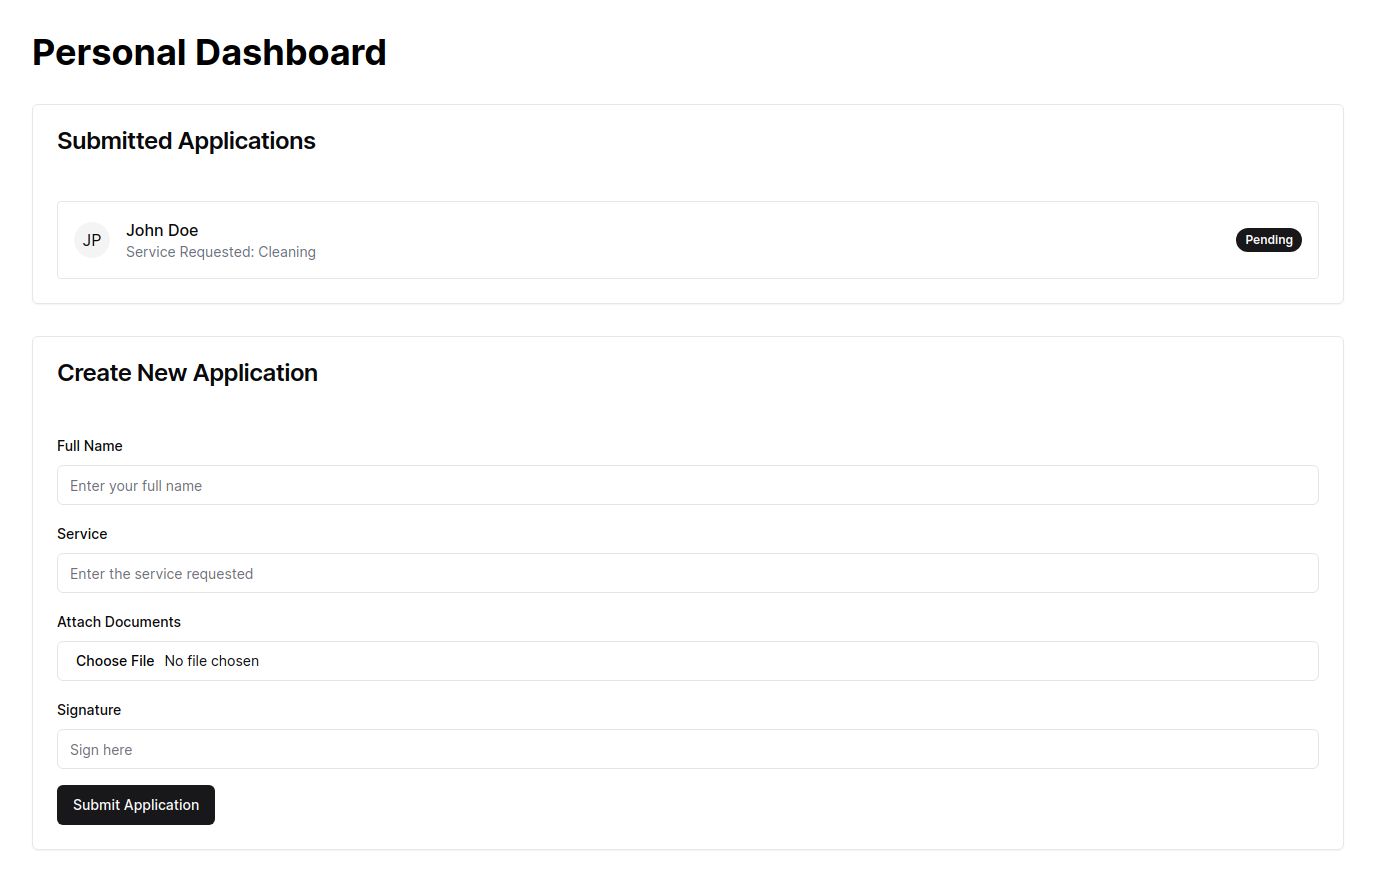 Personal Dashboard
Submitted Applications
JP
John Doe
Service Requested: Cleaning
Pending
Create New Application
Full Name
Enter your full name
Service
Enter the service requested
Attach Documents
Choose File No file chosen
Signature
Sign here
Submit Application